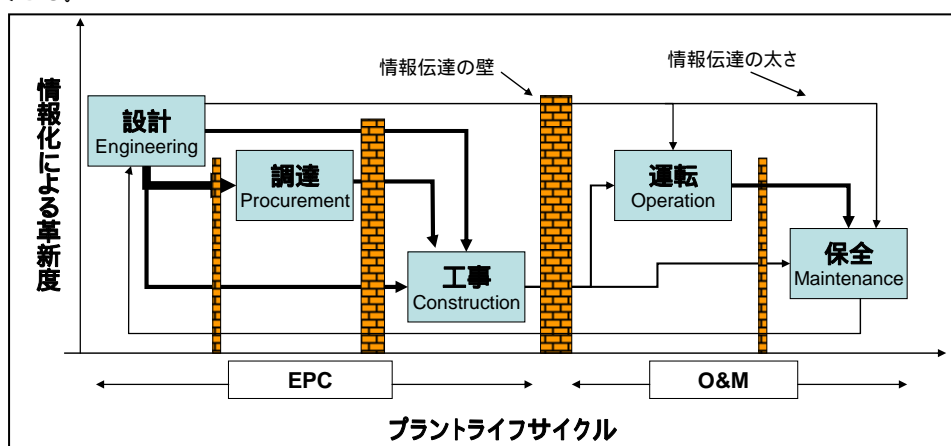 情報伝達の壁
情報伝達の太さ
情報化による革新度
設計
Engineering
調達
Procurement
工事
Construction
運転
Operation
保全
Maintenance
EPC
O&M
プラントライフサイクル